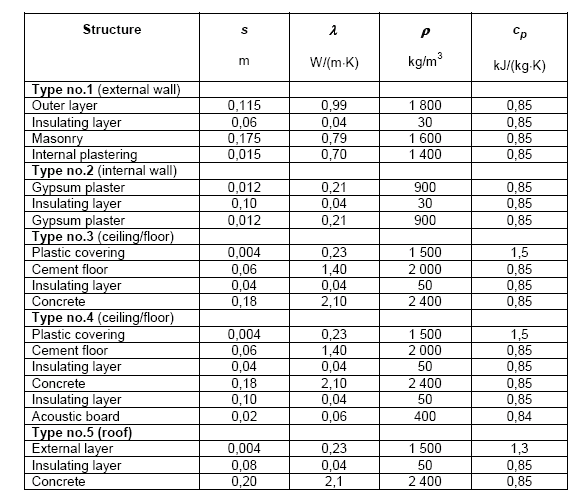 Structure s λ ρ cp
m W/(m·K) kg/m³ kJ/(kg·K)
Type no.1 (external wall)
Outer layer 0,115 0,99 1 800 0,85
Insulating layer 0,06 0,04 30 0,85
Masonry 0,175 0,79 1 600 0,85
Internal plastering 0,015 0,70 1 400 0,85
Type no.2 (internal wall)
Gypsum plaster 0,012 0,21 900 0,85
Insulating layer 0,10 0,04 30 0,85
Gypsum plaster 0,012 0,21 900 0,85
Type no.3 (ceiling/floor)
Plastic covering 0,004 0,23 1 500 1,5
Cement floor 0,06 1,40 2 000 0,85
Insulating layer 0,04 0,04 50 0,85
Concrete 0,18 2,10 2 400 0,85
Type no.4 (ceiling/floor)
Plastic covering 0,004 0,23 1 500 1,5
Cement floor 0,06 1,40 2 000 0,85
Insulating layer 0,04 0,04 50 0,85
Concrete 0,18 2,10 2 400 0,85
Insulating layer 0,10 0,04 50 0,85
Acoustic board 0,02 0,06 400 0,84
Type no.5 (roof)
External layer 0,004 0,23 1 500 1,3
Insulating layer 0,08 0,04 50 0,85
Concrete 0,20 2,1 2 400 0,85